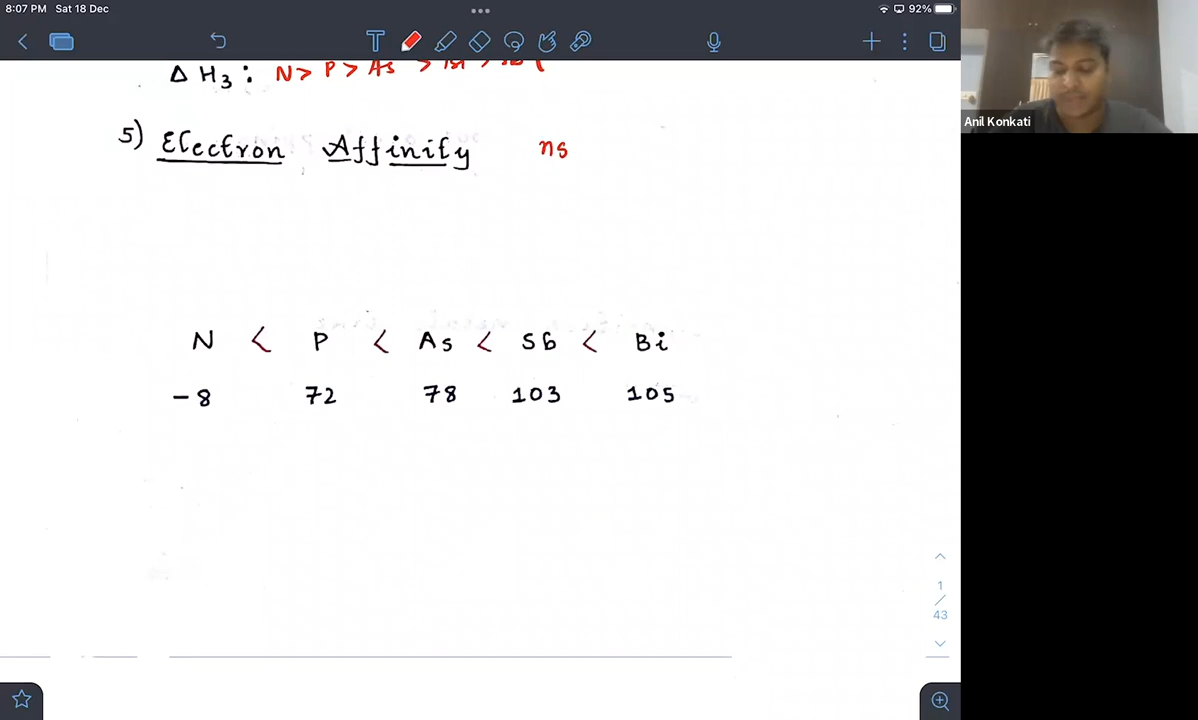 8:07 PM Sat 18 Dec 92%
Δ H3 : N > P > As
5) Electron Affinity ns
Anil Konkati
N < P < As < Sb < Bi
-8 72 78 103 105
1
/
43